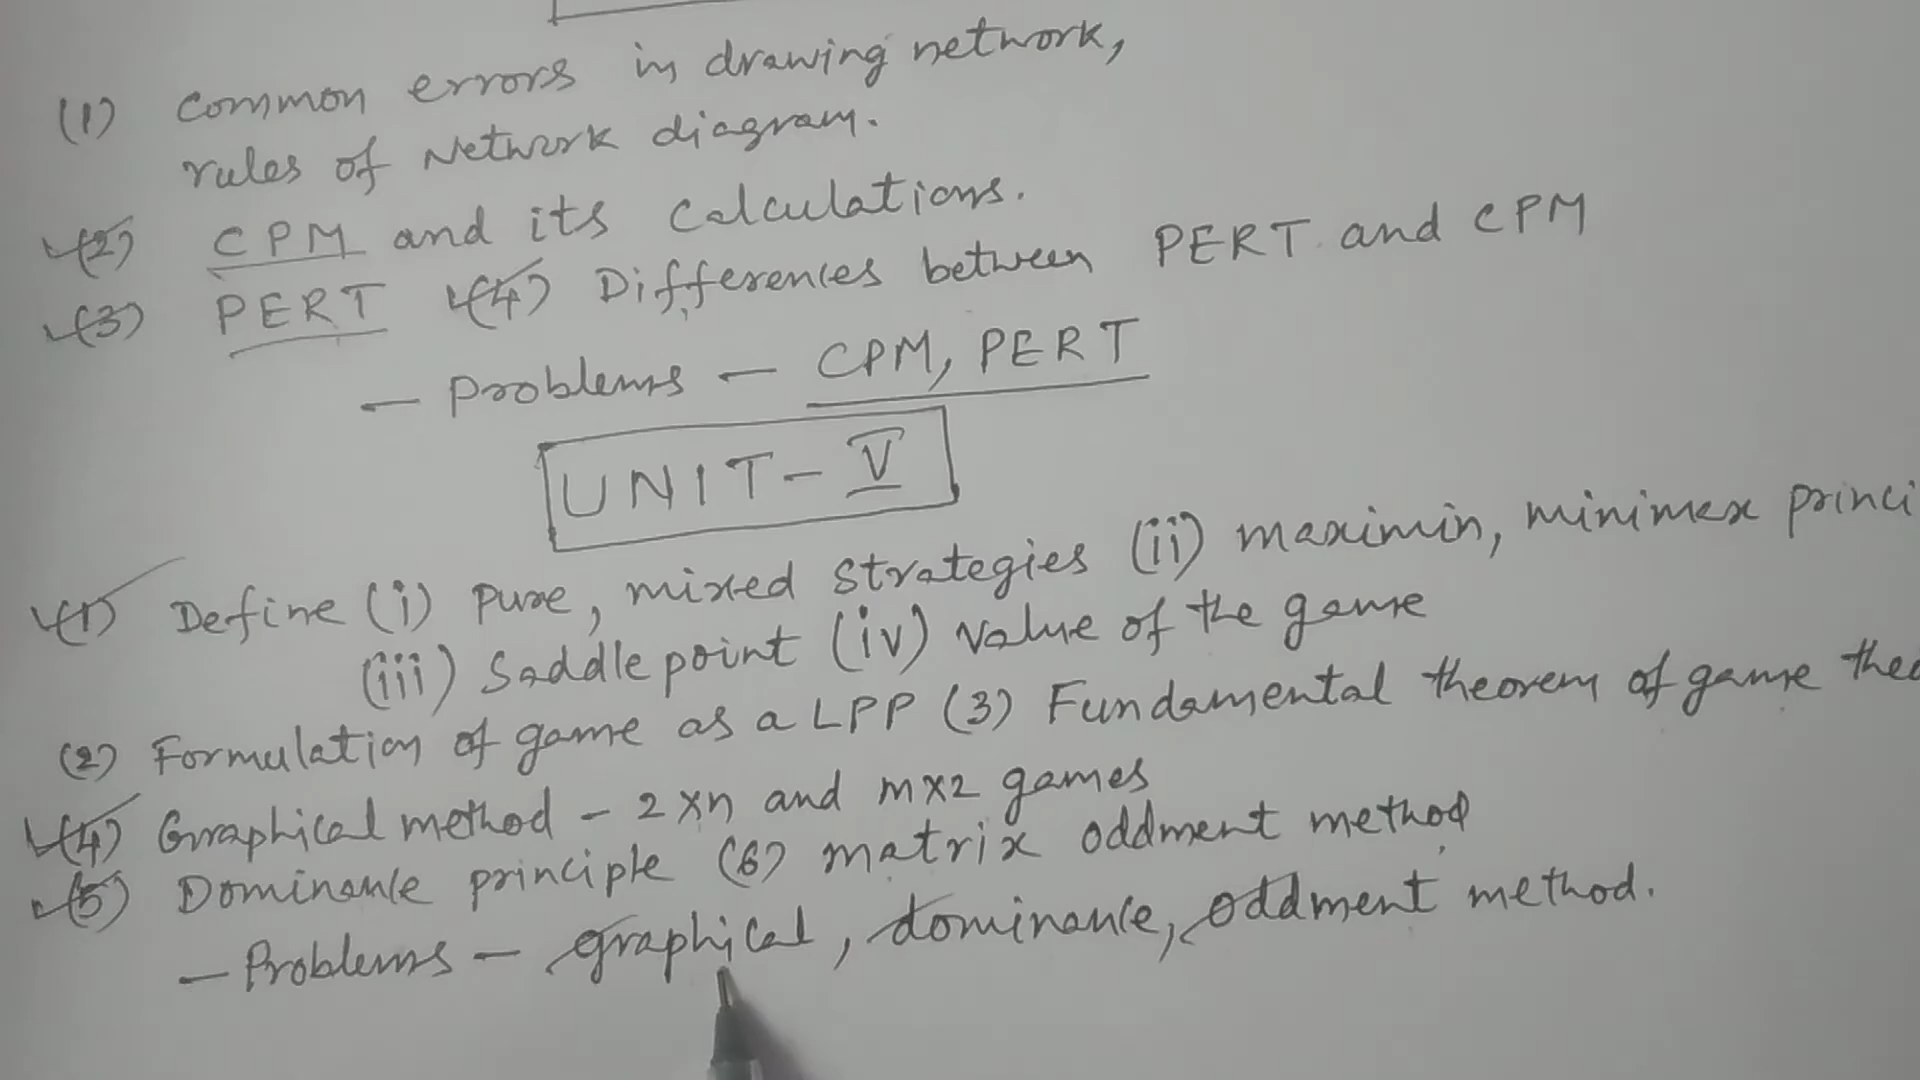 (1) Common errors in drawing network,
rules of Network diagram.
(2) CPM and its calculations.
(3) PERT (4) Differences between PERT and CPM
- Problems - CPM, PERT
UNIT-V
(1) Define (i) Pure, mixed strategies (ii) maximin, minimax princi
(iii) Saddle point (iv) Value of the game
(2) Formulation of game as a LPP (3) Fundamental theorem of game theo
(4) Graphical method - 2xn and mx2 games
(5) Dominance principle (6) matrix oddment method
- Problems - graphical, dominance, oddment method.